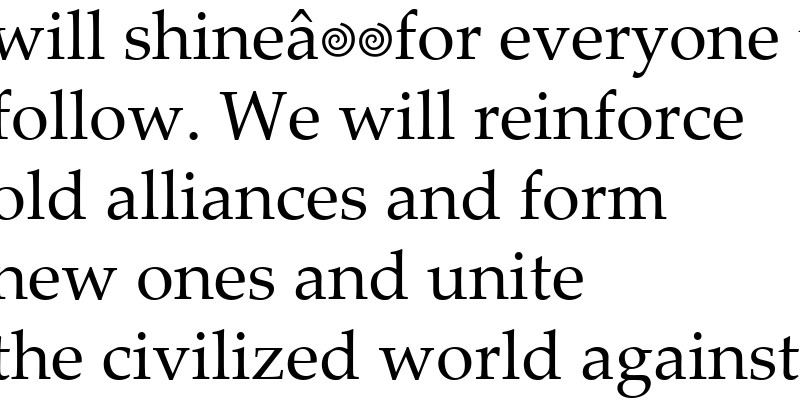 will shineâ꩜꩜for everyone
follow. We will reinforce
old alliances and form
new ones and unite
the civilized world against